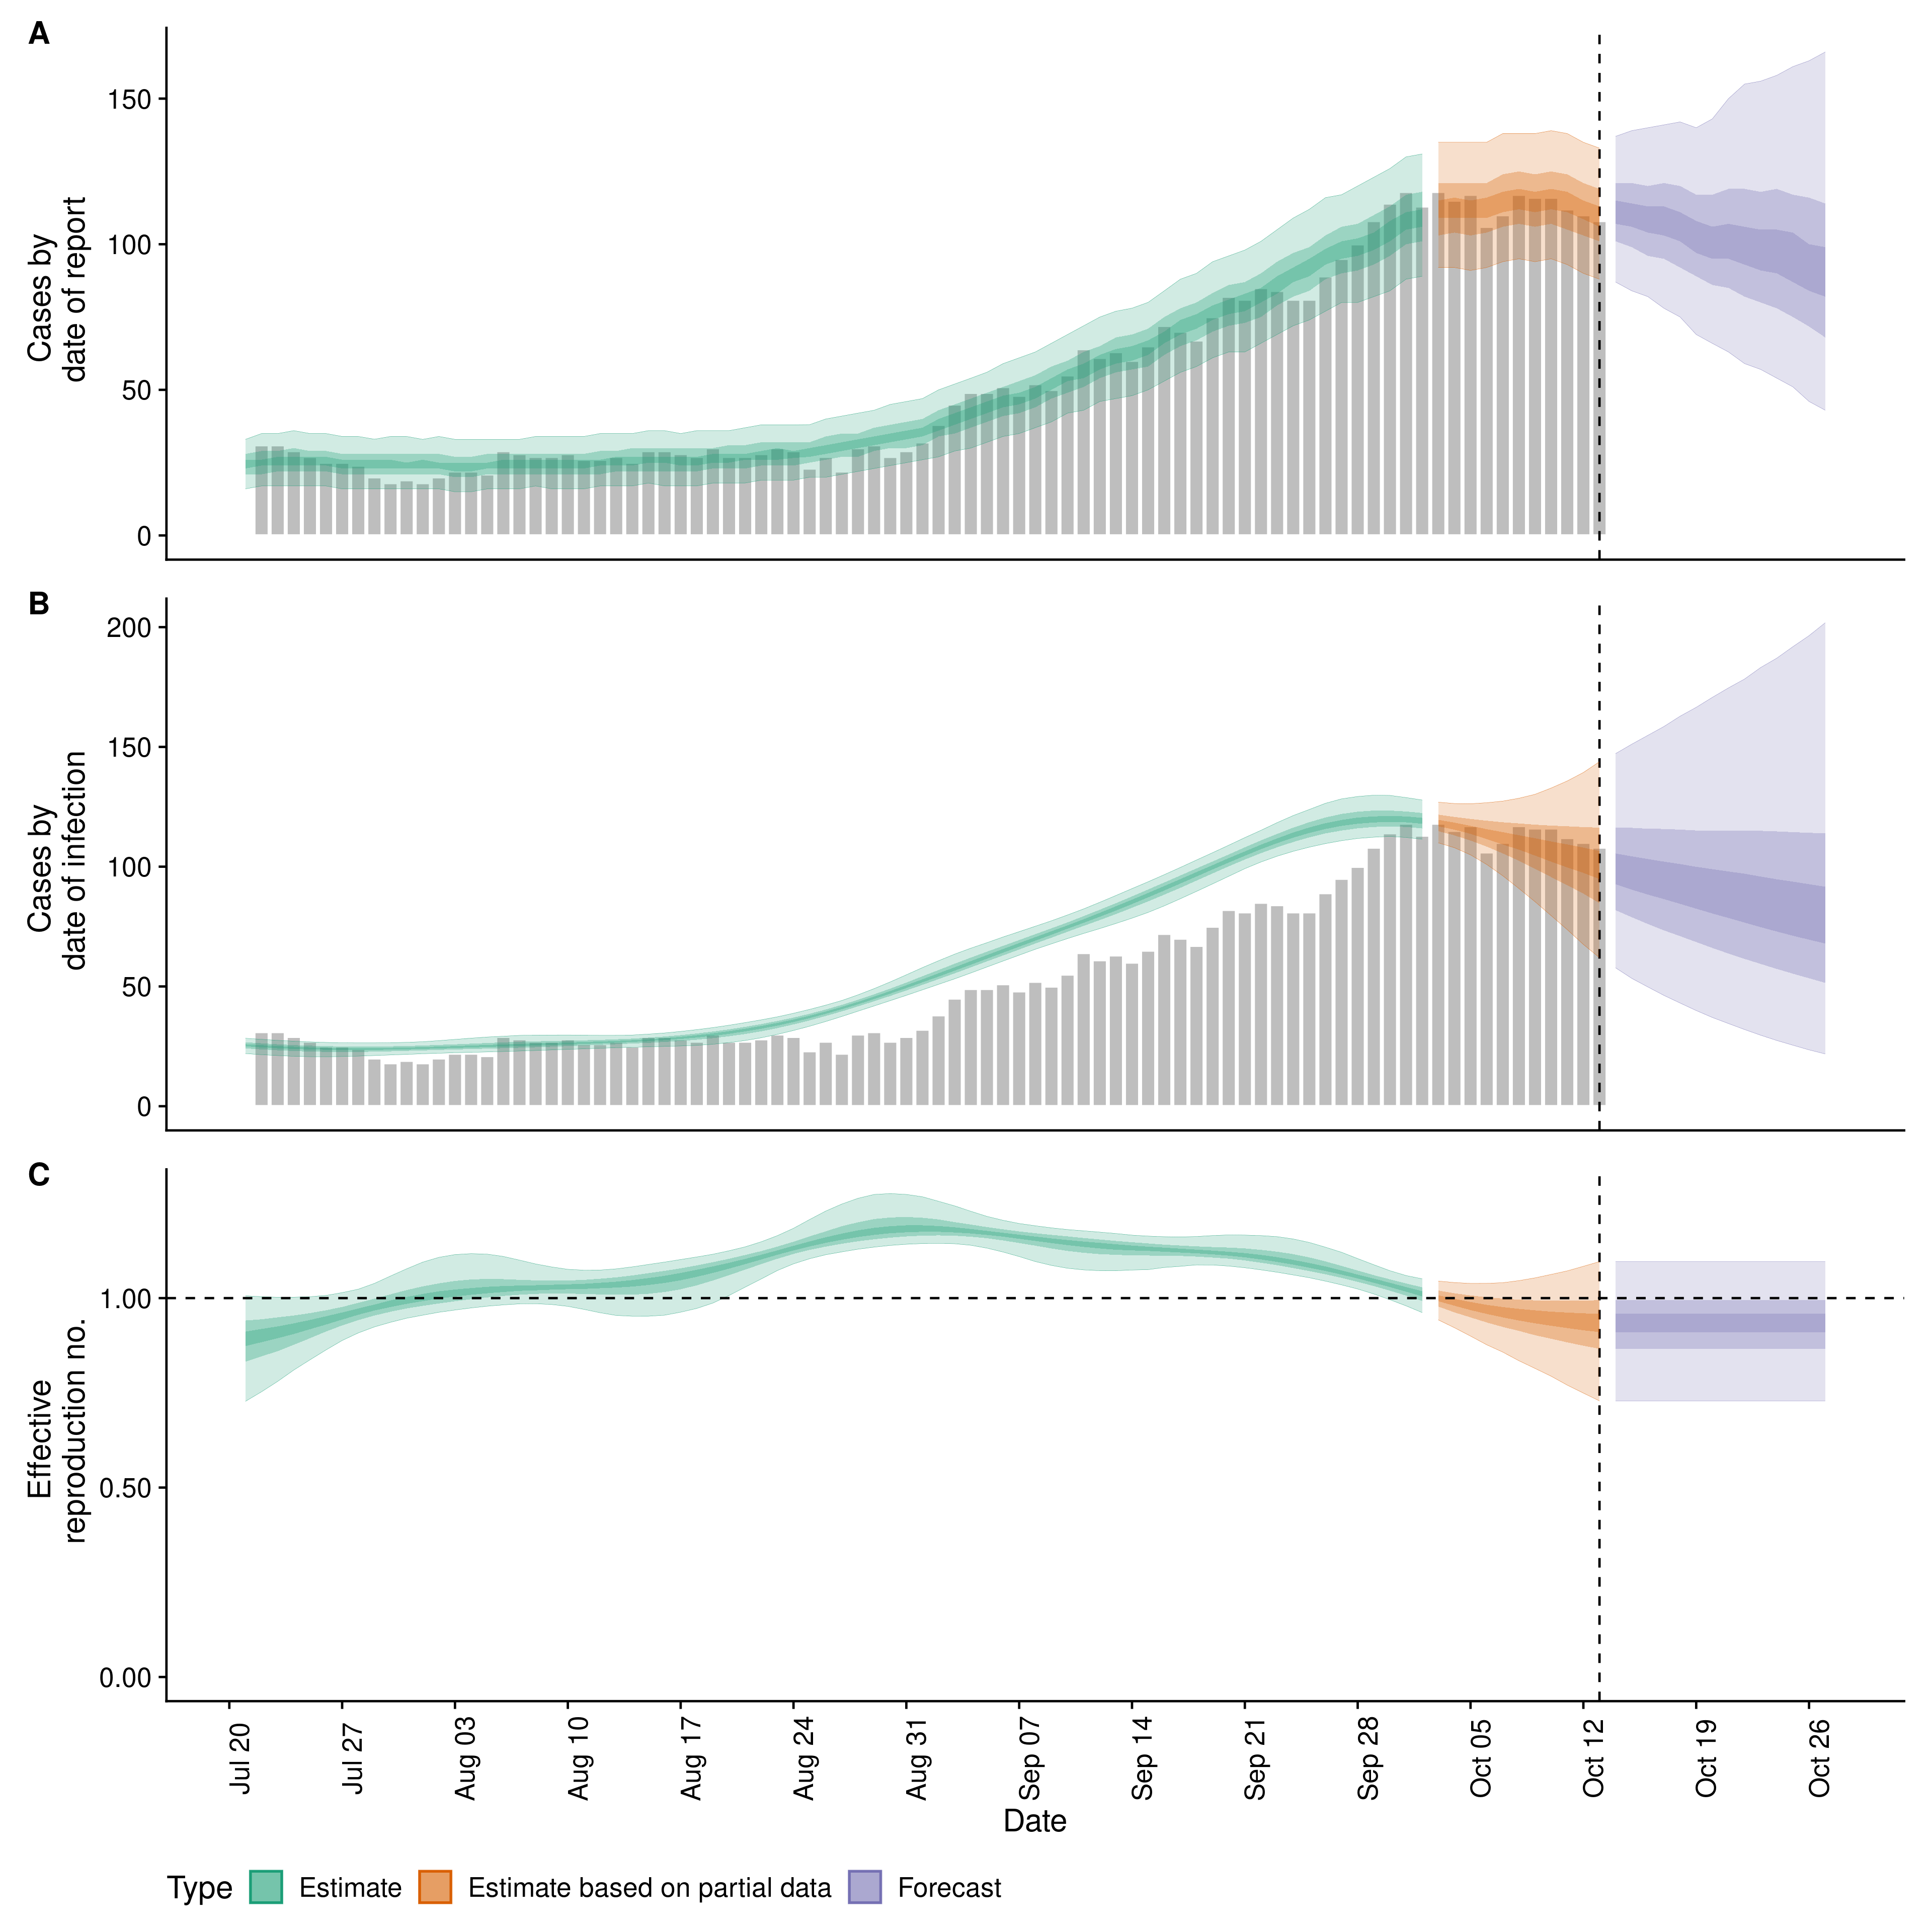 A
Cases by
date of report
150
100
50
0
B
Cases by
date of infection
200
150
100
50
0
C
Effective
reproduction no.
1.00
0.50
0.00
Jul 20
Jul 27
Aug 03
Aug 10
Aug 17
Aug 24
Aug 31
Sep 07
Sep 14
Sep 21
Sep 28
Oct 05
Oct 12
Oct 19
Oct 26
Date
Type Estimate Estimate based on partial data Forecast